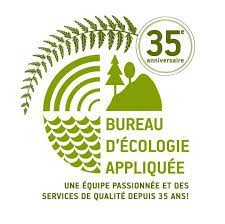 35e
anniversaire
BUREAU
D'ÉCOLOGIE
APPLIQUÉE
UNE ÉQUIPE PASSIONNÉE ET DES
SERVICES DE QUALITÉ DEPUIS 35 ANS!